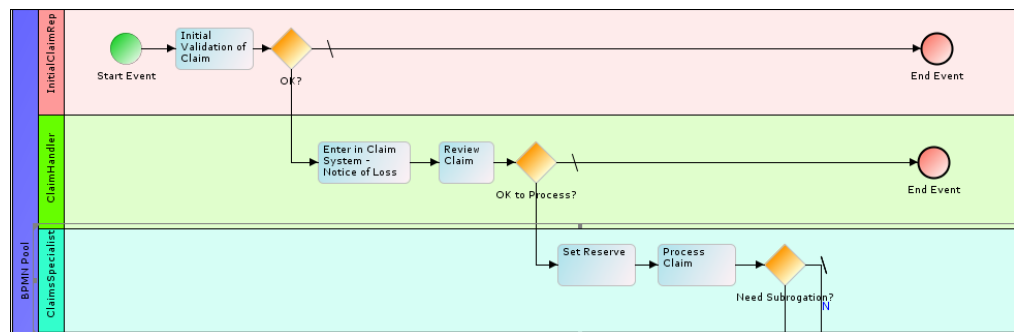 BPMN Pool
InitialClaimRep
Start Event
Initial
Validation of
Claim
OK?
End Event
ClaimHandler
Enter in Claim
System -
Notice of Loss
Review
Claim
OK to Process?
End Event
ClaimsSpecialist
Set Reserve
Process
Claim
Need Subrogation?
N